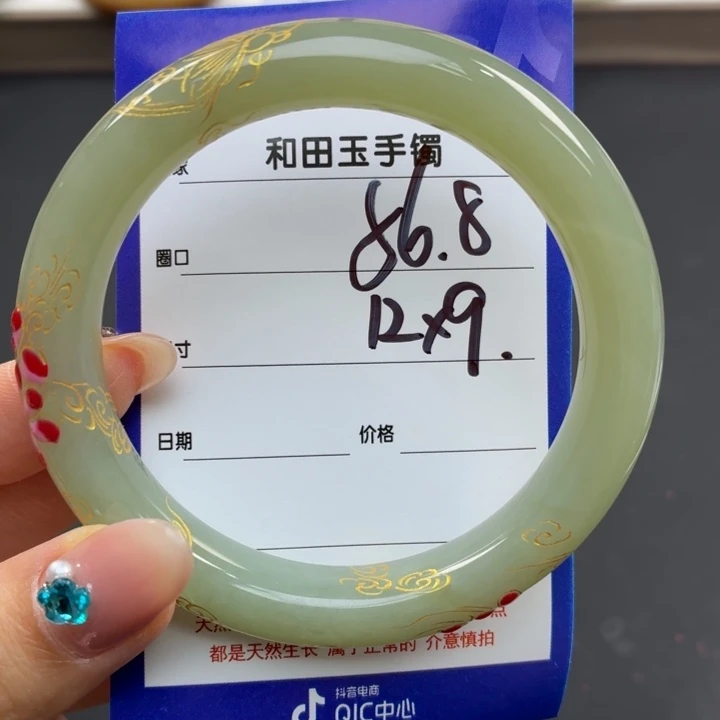 和田玉手镯
86.8
圈口
12x9.
寸
日期 价格
都是天然生长 属于正常的 介意慎拍
抖音电商
QIC中心